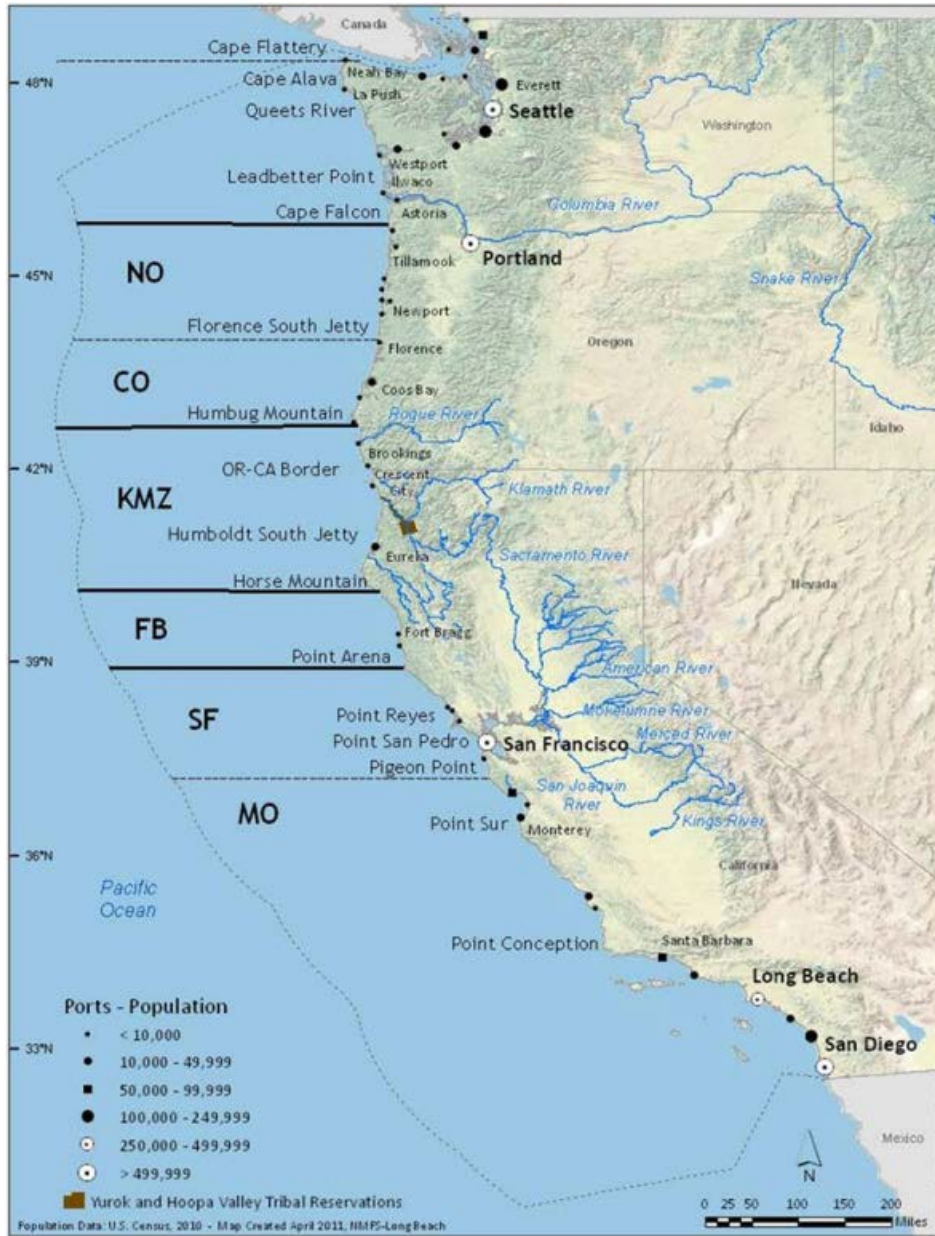 Canada
Cape Flattery
48°N
Cape Alava
Neah Bay
La Push
Everett
Queets River
Seattle
Washington
Westport
Leadbetter Point
Ilwaco
Cape Falcon
Astoria
Columbia River
NO
Tillamook
Portland
45°N
Snake River
Newport
Florence South Jetty
Florence
Oregon
CO
Coos Bay
Humbug Mountain
Rogue River
Idaho
42°N
OR-CA Border
Brookings
Crescent
City
Klamath River
KMZ
Humboldt South Jetty
Eureka
Sacramento River
Horse Mountain
Nevada
FB
Fort Bragg
39°N
Point Arena
American River
SF
Point Reyes
Mokelumne River
Point San Pedro
San Francisco
Merced River
Pigeon Point
MO
San Joaquin
River
Point Sur
Monterey
Kings River
36°N
California
Pacific
Ocean
Point Conception
Santa Barbara
Long Beach
33°N
San Diego
Mexico
Ports - Population
< 10,000
10,000 - 49,999
50,000 - 99,999
100,000 - 249,999
250,000 - 499,999
> 499,999
Yurok and Hoopa Valley Tribal Reservations
N
0 25 50 100 150 200
Miles
Population Data: U.S. Census, 2010 - Map Created April 2011, NMFS-Long Beach